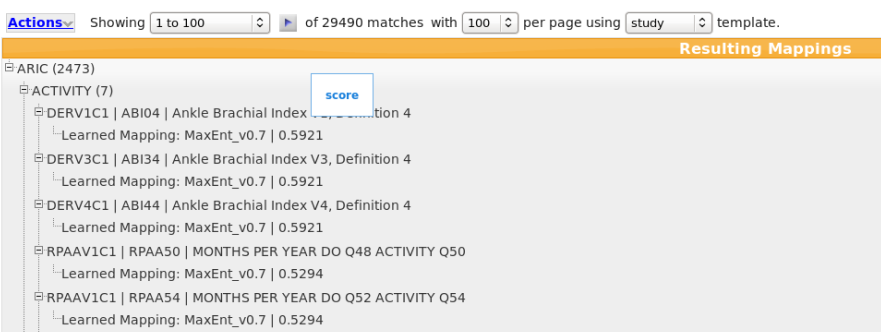 Actions Showing 1 to 100 of 29490 matches with 100 per page using study template.
Resulting Mappings
ARIC (2473)
ACTIVITY (7)
score
DERV1C1 | ABI04 | Ankle Brachial Index Definition 4
Learned Mapping: MaxEnt_v0.7 | 0.5921
DERV3C1 | ABI34 | Ankle Brachial Index V3, Definition 4
Learned Mapping: MaxEnt_v0.7 | 0.5921
DERV4C1 | ABI44 | Ankle Brachial Index V4, Definition 4
Learned Mapping: MaxEnt_v0.7 | 0.5921
RPAAV1C1 | RPAA50 | MONTHS PER YEAR DO Q48 ACTIVITY Q50
Learned Mapping: MaxEnt_v0.7 | 0.5294
RPAAV1C1 | RPAA54 | MONTHS PER YEAR DO Q52 ACTIVITY Q54
Learned Mapping: MaxEnt_v0.7 | 0.5294